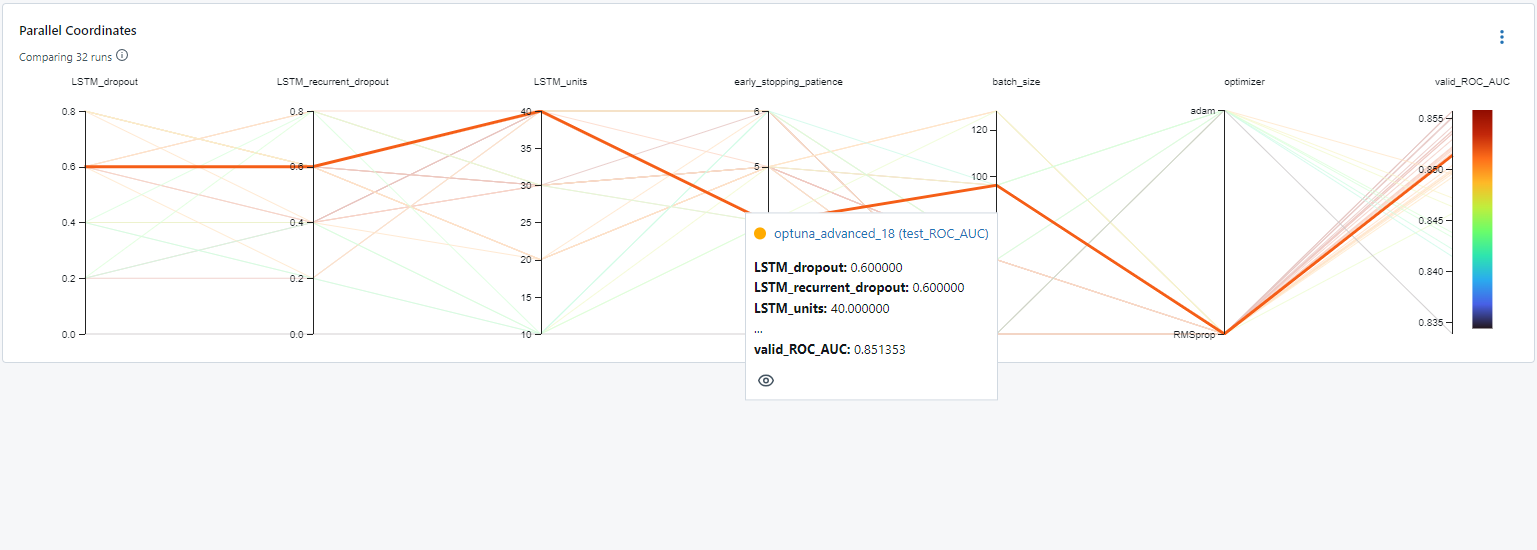 Parallel Coordinates
Comparing 32 runs
LSTM_dropout LSTM_recurrent_dropout LSTM_units early_stopping_patience batch_size optimizer valid_ROC_AUC
0.8
0.6
0.4
0.2
0.0
0.8
0.6
0.4
0.2
0.0
40
35
30
25
20
15
10
6
5
120
100
adam
RMSprop
0.855
0.850
0.845
0.840
0.835
optuna_advanced_18 (test_ROC_AUC)
LSTM_dropout: 0.600000
LSTM_recurrent_dropout: 0.600000
LSTM_units: 40.000000
...
valid_ROC_AUC: 0.851353